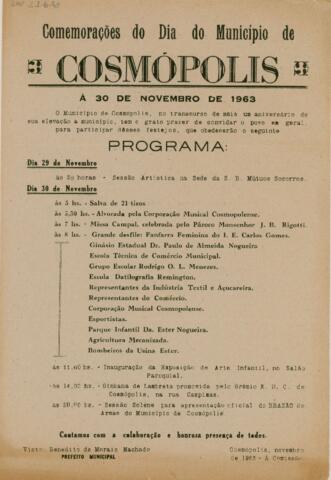 Comemorações do Dia do Município de
COSMÓPOLIS
Á 30 DE NOVEMBRO DE 1963
O Município de Cosmópolis, no transcurso de mais um aniversário de
sua elevação a município, tem o grato prazer de convidar o povo em geral,
para participar dêsses festejos, que obedecerão o seguinte
PROGRAMA:
Dia 29 de Novembro
às 20 horas - Sessão Artística na Sede da S. B. Mútuos Socorros.
Dia 30 de Novembro
às 5 hs. - Salva de 21 tiros
às 5,30 hs. - Alvorada pela Corporação Musical Cosmopolense.
às 7 hs. - Missa Campal, celebrada pelo Pároco Monsenhor J. B. Rigotti.
às 8 hs. - Grande desfile: Fanfarra Feminina do I. E. Carlos Gomes.
Ginásio Estadual Dr. Paulo de Almeida Nogueira
Escola Técnica de Comércio Municipal.
Grupo Escolar Rodrigo O. L. Menezes.
Escola Datilografia Remington.
Representantes da Indústria Textil e Açucareira.
Representantes do Comércio.
Corporação Musical Cosmopolense.
Esportistas.
Parque Infantil Da. Ester Nogueira.
Agricultura Mecanizada.
Bombeiros da Usina Ester.
às 11,00 hs. - Inauguração da Exposição de Arte Infantil, no Salão
Paroquial.
às 14,00 hs. - Ginkana de Lambreta promovida pelo Grêmio R. D. C. de
Cosmópolis, na rua Campinas.
às 20,00 hs. - Sessão Solene para apresentação oficial do BRAZÃO de
Armas do Município de Cosmópolis
Contamos com a colaboração e honrosa presença de todos.
Visto. Benedito de Morais Machado
PREFEITO MUNICIPAL
Cosmópolis, novembro
de 1963 - A Comissão